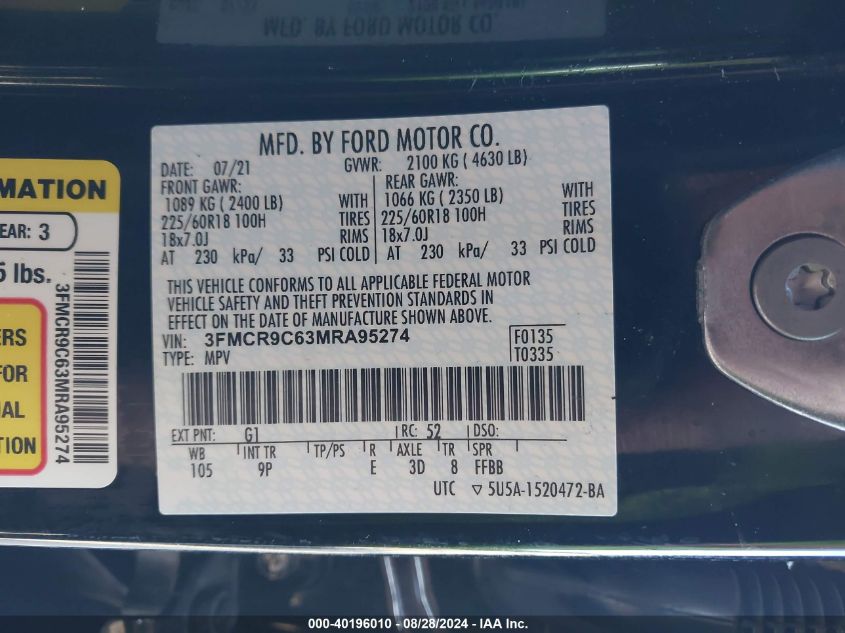 MFD. BY FORD MOTOR CO.
MATION
EAR: 3
5 lbs.
3FMCR9C63MRA95274
ERS
FOR
AL
TION
MFD. BY FORD MOTOR CO.
DATE: 07/21 GVWR: 2100 KG ( 4630 LB)
FRONT GAWR: REAR GAWR:
1089 KG ( 2400 LB) WITH 1066 KG ( 2350 LB) WITH
225/60R18 100H TIRES 225/60R18 100H TIRES
18x7.0J RIMS 18x7.0J RIMS
AT 230 kPa/ 33 PSI COLD AT 230 kPa/ 33 PSI COLD
THIS VEHICLE CONFORMS TO ALL APPLICABLE FEDERAL MOTOR
VEHICLE SAFETY AND THEFT PREVENTION STANDARDS IN
EFFECT ON THE DATE OF MANUFACTURE SHOWN ABOVE.
VIN: 3FMCR9C63MRA95274 F0135
TYPE: MPV T0335
EXT PNT: G1 RC: 52 DSO:
WB INT TR TP/PS R AXLE TR SPR
105 9P E 3D 8 FFBB
UTC ▽ 5U5A-1520472-BA
000-40196010 - 08/28/2024 - IAA Inc.